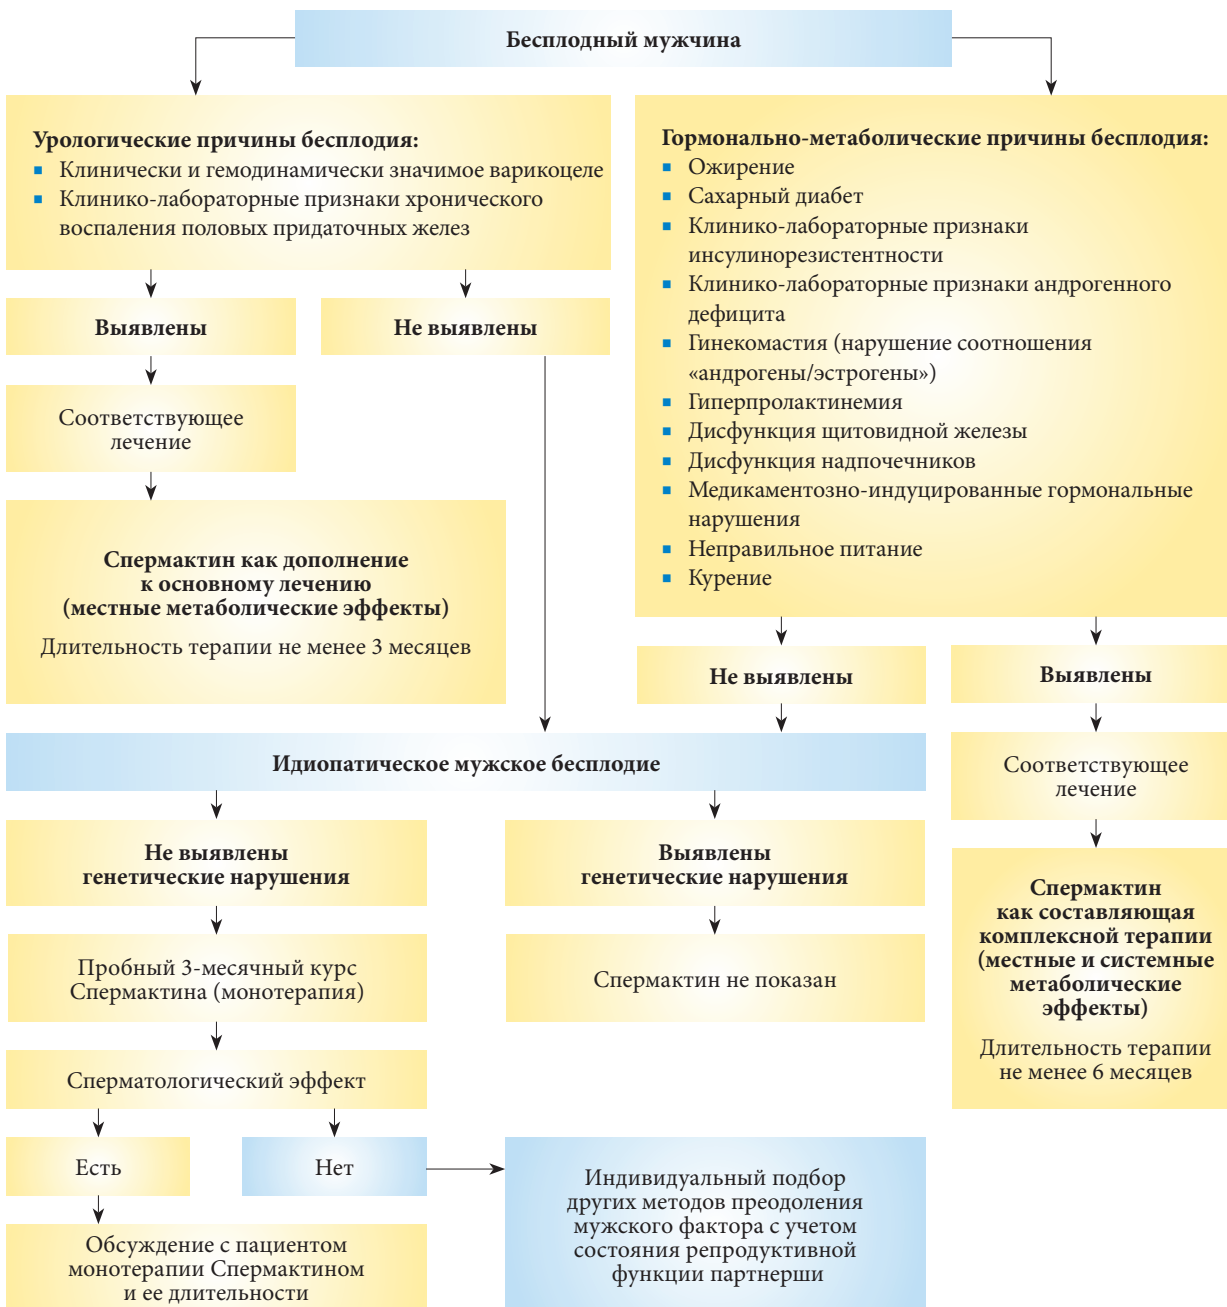 Бесплодный мужчина
Урологические причины бесплодия:
▪ Клинически и гемодинамически значимое варикоцеле
▪ Клинико-лабораторные признаки хронического
воспаления половых придаточных желез
Выявлены
Не выявлены
Соответствующее
лечение
Спермактин как дополнение
к основному лечению
(местные метаболические эффекты)
Длительность терапии не менее 3 месяцев
Гормонально-метаболические причины бесплодия:
▪ Ожирение
▪ Сахарный диабет
▪ Клинико-лабораторные признаки
инсулинорезистентности
▪ Клинико-лабораторные признаки андрогенного
дефицита
▪ Гинекомастия (нарушение соотношения
«андрогены/эстрогены»)
▪ Гиперпролактинемия
▪ Дисфункция щитовидной железы
▪ Дисфункция надпочечников
▪ Медикаментозно-индуцированные гормональные
нарушения
▪ Неправильное питание
▪ Курение
Не выявлены
Выявлены
Соответствующее
лечение
Спермактин
как составляющая
комплексной терапии
(местные и системные
метаболические
эффекты)
Длительность терапии
не менее 6 месяцев
Идиопатическое мужское бесплодие
Не выявлены
генетические нарушения
Выявлены
генетические нарушения
Пробный 3-месячный курс
Спермактина (монотерапия)
Спермактин не показан
Сперматологический эффект
Есть
Нет
Обсуждение с пациентом
монотерапии Спермактином
и ее длительности
Индивидуальный подбор
других методов преодоления
мужского фактора с учетом
состояния репродуктивной
функции партнерши